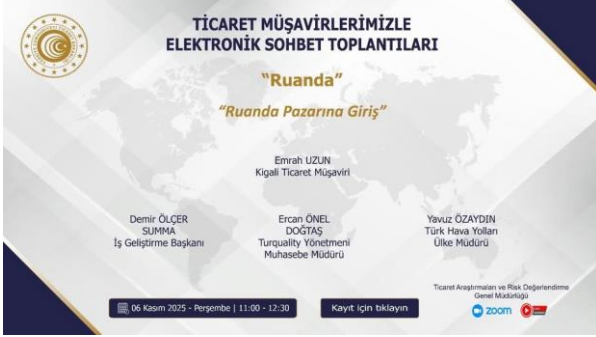 TİCARET MÜŞAVİRLERİMİZLE
ELEKTRONİK SOHBET TOPLANTILARI
“Ruanda”
“Ruanda Pazarına Giriş”
Emrah UZUN
Kigali Ticaret Müşaviri
Demir ÖLÇER
SUMMA
İş Geliştirme Başkanı
Ercan ÖNEL
DOĞTAŞ
Turquality Yönetmeni
Muhasebe Müdürü
Yavuz ÖZAYDIN
Türk Hava Yolları
Ülke Müdürü
Ticaret Araştırmaları ve Risk Değerlendirme
Genel Müdürlüğü
06 Kasım 2025 - Perşembe | 11:00 - 12:30
Kayıt için tıklayın
zoom